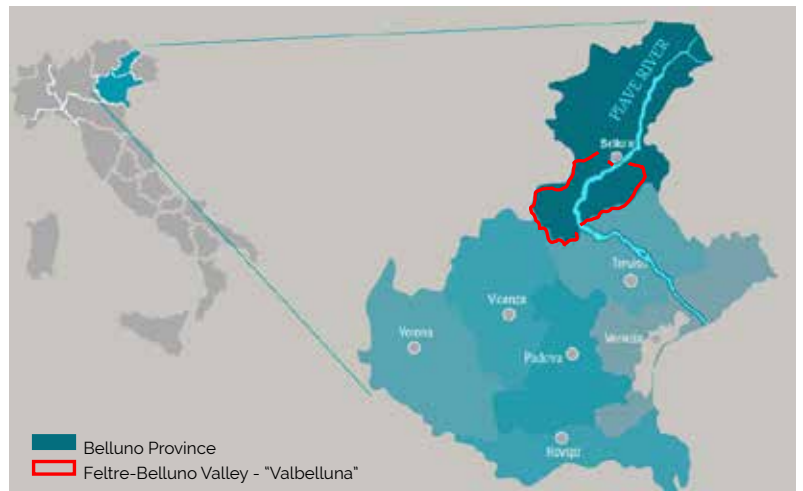 PIAVE RIVER
Belluno
Treviso
Vicenza
Verona
Venezia
Padova
Rovigo
Belluno Province
Feltre-Belluno Valley - "Valbelluna"